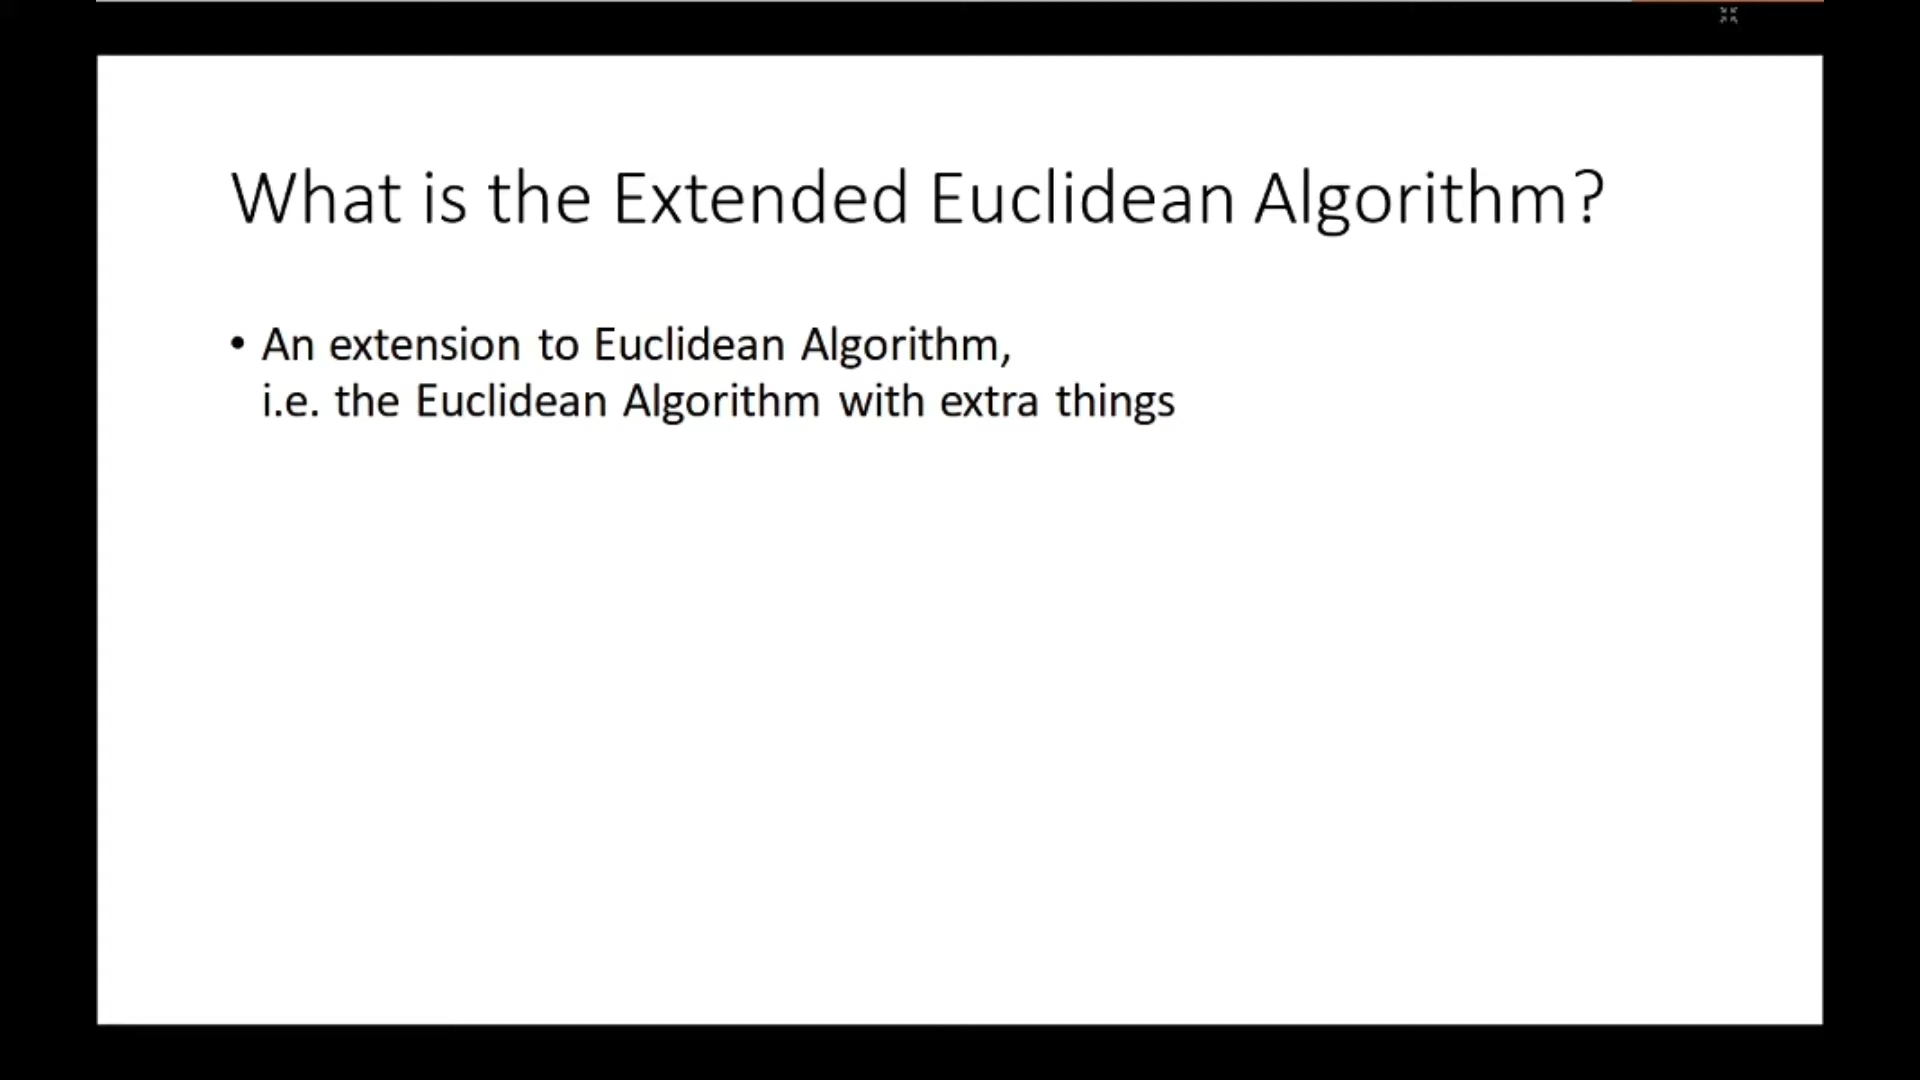 What is the Extended Euclidean Algorithm?
• An extension to Euclidean Algorithm,
i.e. the Euclidean Algorithm with extra things